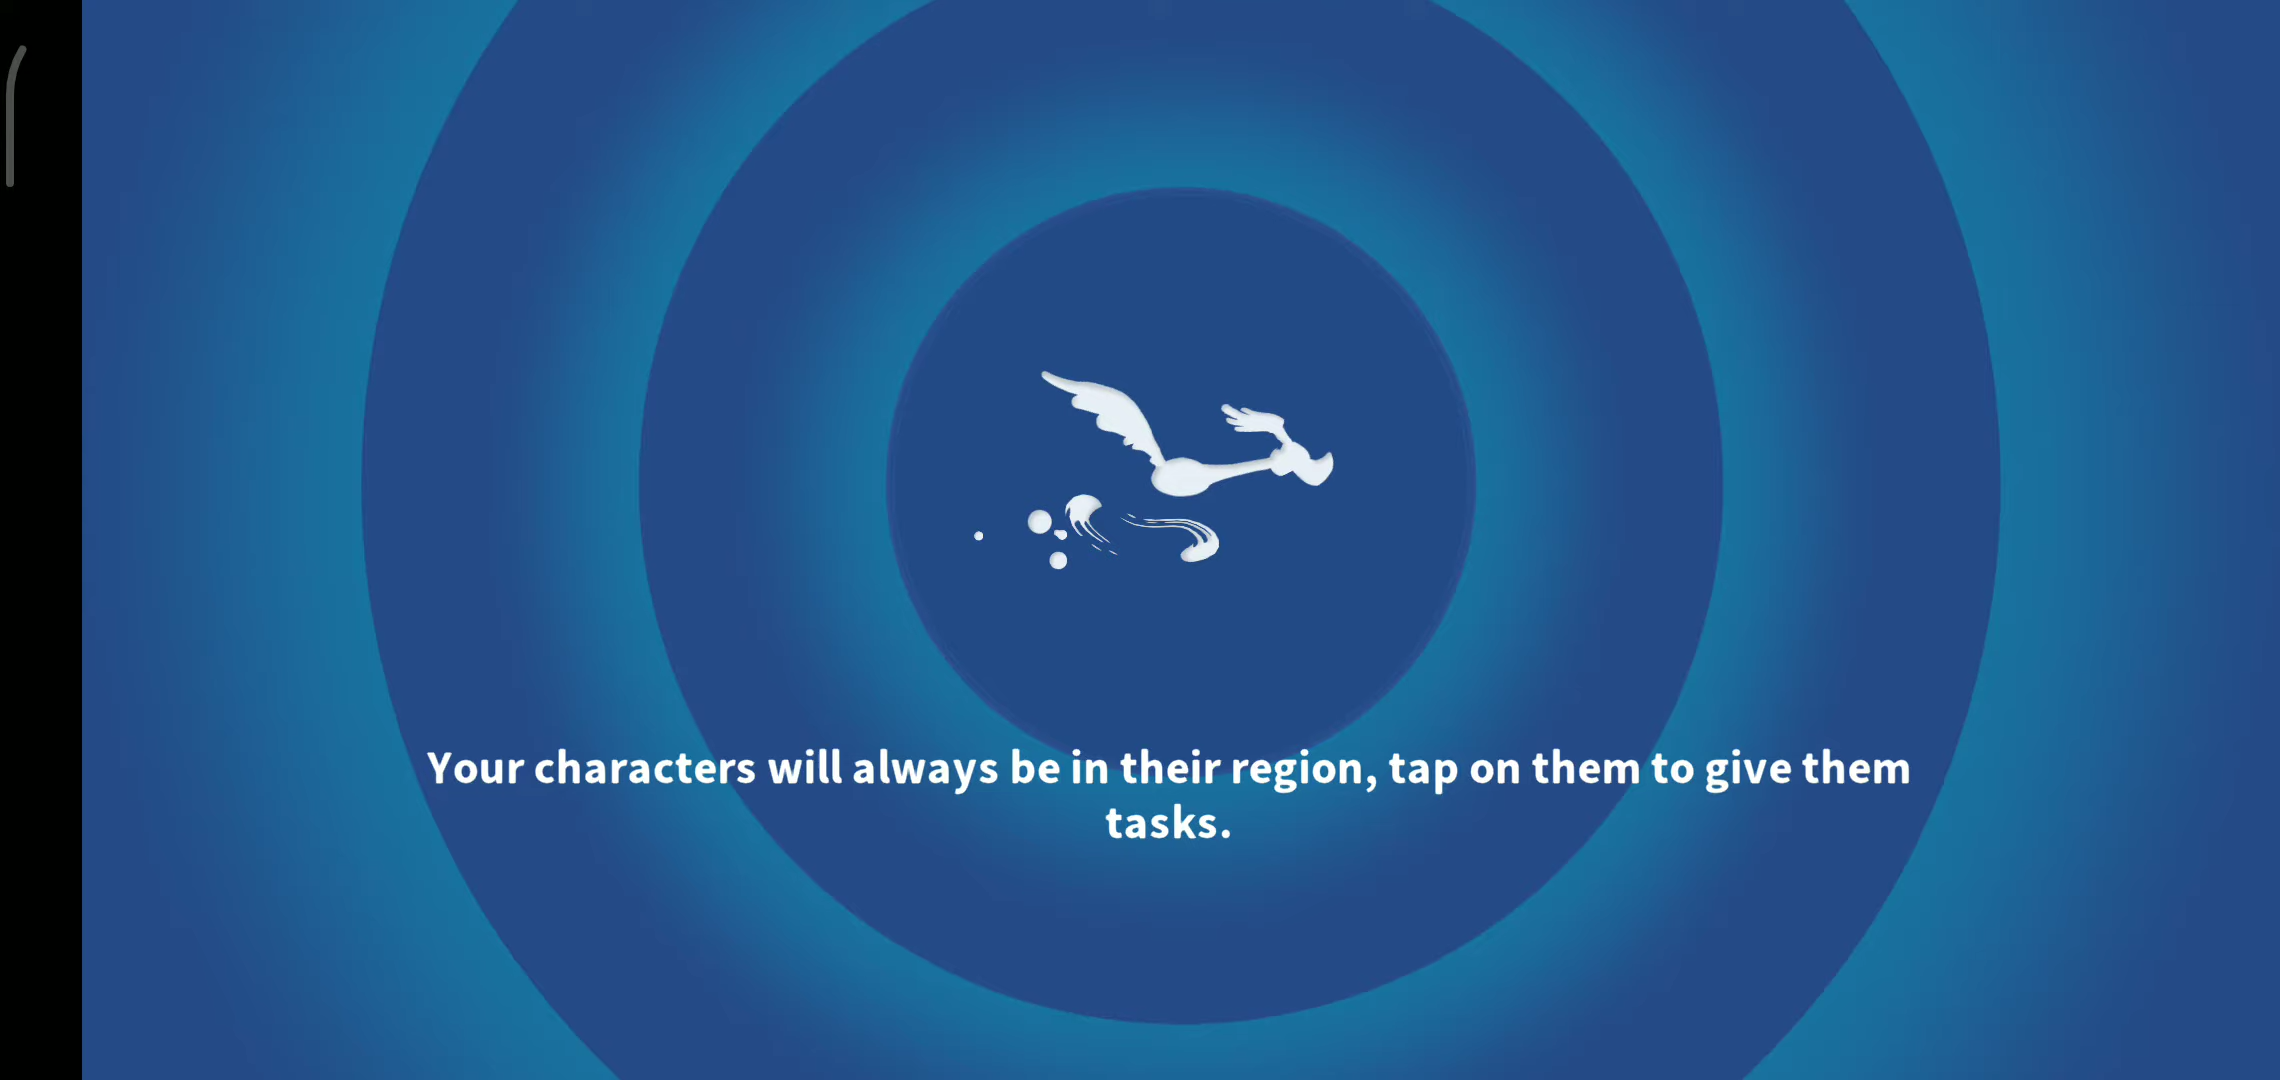 Your characters will always be in their region, tap on them to give them
tasks.